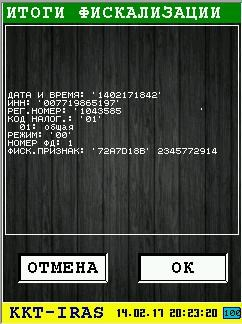 ИТОГИ ФИСКАЛИЗАЦИИ
ДАТА И ВРЕМЯ: '1402171842'
ИНН: '007719865197'
РЕГ.НОМЕР: '1043585 '
КОД НАЛОГ.: '01'
01: общая
РЕЖИМ: '00'
НОМЕР ФД: 1
ФИСК.ПРИЗНАК: '72A7D18B' 2345772914
ОТМЕНА
ОК
KKT-IRAS 14.02.17 20:23:20 100